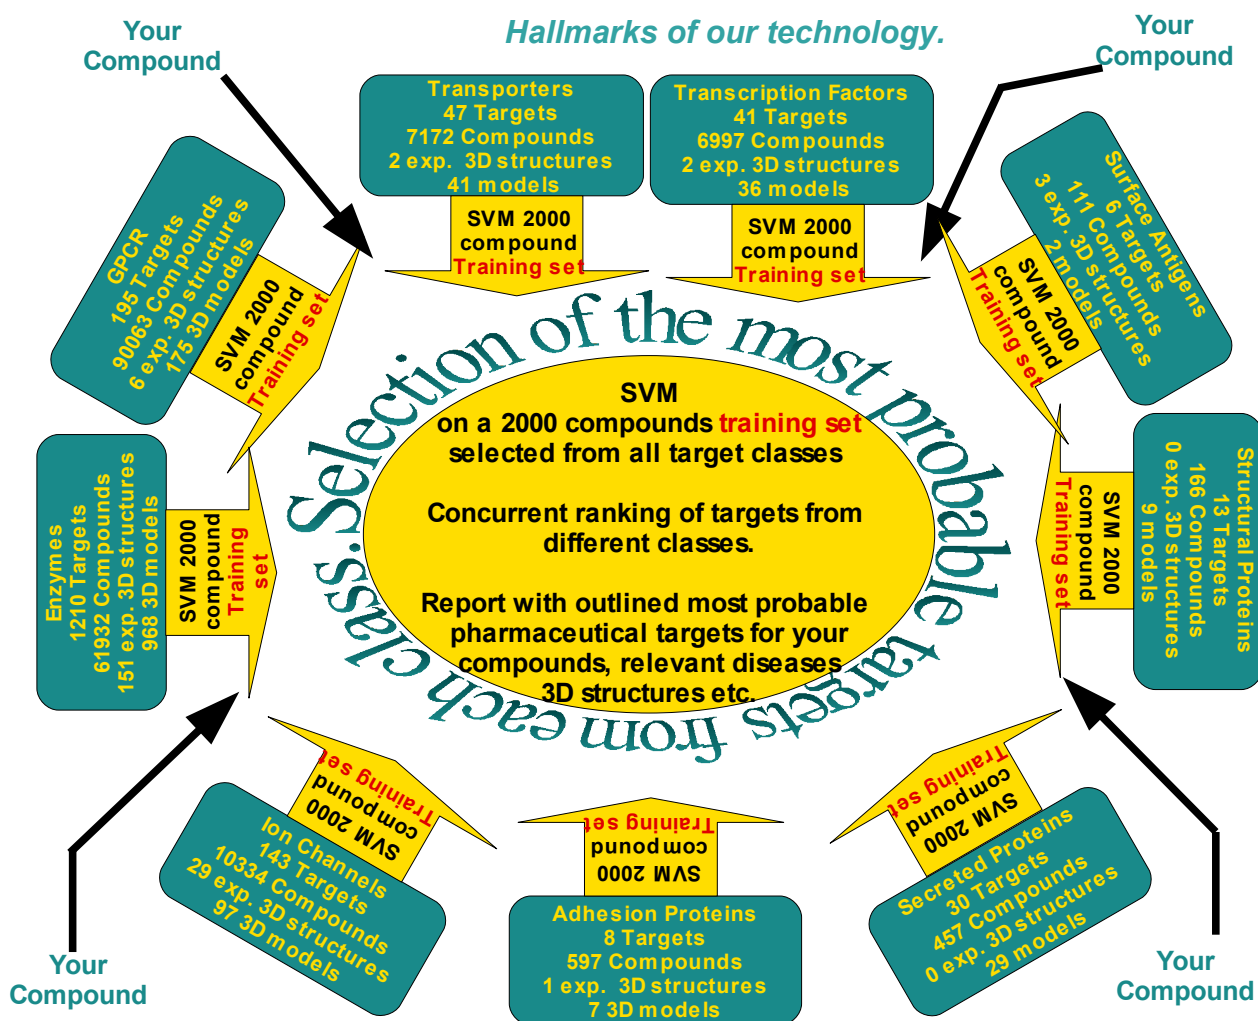 Your
Compound
Hallmarks of our technology.
Your
Compound
Transporters
47 Targets
7172 Compounds
2 exp. 3D structures
41 models
SVM 2000
compound
Training set
Transcription Factors
41 Targets
6997 Compounds
2 exp. 3D structures
36 models
SVM 2000
compound
Training set
Surface Antigens
6 Targets
111 Compounds
3 exp. 3D structures
2 models
SVM 2000
compound
Training set
GPCR
195 Targets
90063 Compounds
6 exp. 3D structures
175 3D models
SVM 2000
compound
Training set
Structural Proteins
13 Targets
166 Compounds
0 exp. 3D structures
9 models
SVM 2000
compound
Training set
Enzymes
1210 Targets
61932 Compounds
151 exp. 3D structures
968 3D models
SVM 2000
compound
Training
set
Selection of the most probable targets from each class.
SVM
on a 2000 compounds training set
selected from all target classes
Concurrent ranking of targets from
different classes.
Report with outlined most probable
pharmaceutical targets for your
compounds, relevant diseases
3D structures etc.
Training set
compound
SVM 2000
Ion Channels
143 Targets
10334 Compounds
29 exp. 3D structures
97 3D models
Training set
compound
SVM 2000
Adhesion Proteins
8 Targets
597 Compounds
1 exp. 3D structures
7 3D models
Training set
compound
SVM 2000
Secreted Proteins
30 Targets
457 Compounds
0 exp. 3D structures
29 models
Your
Compound
Your
Compound